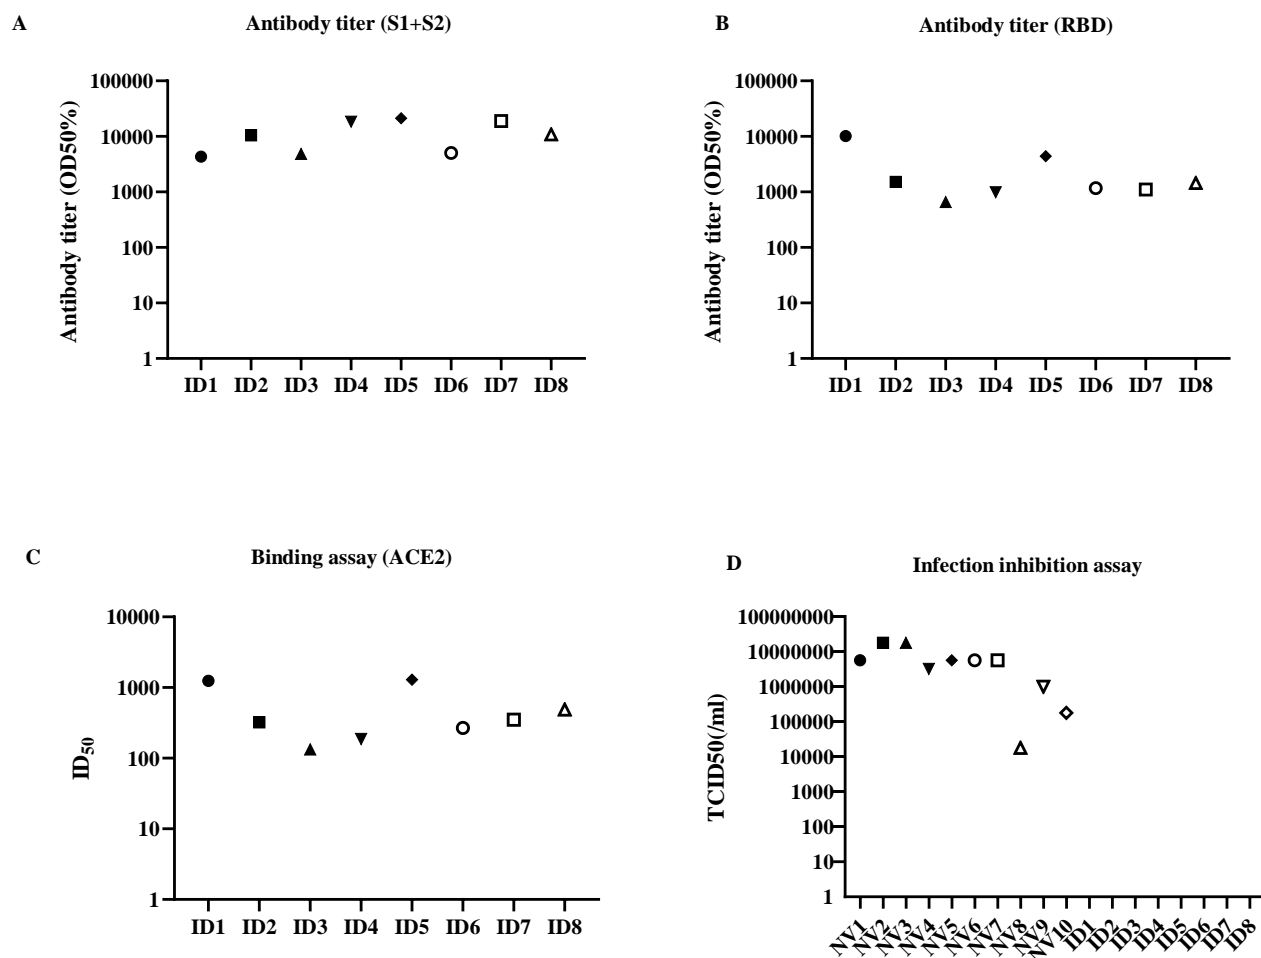 A
Antibody titer (S1+S2)
Antibody titer (OD50%)
100000
10000
1000
100
10
1
ID1 ID2 ID3 ID4 ID5 ID6 ID7 ID8
B
Antibody titer (RBD)
Antibody titer (OD50%)
100000
10000
1000
100
10
1
ID1 ID2 ID3 ID4 ID5 ID6 ID7 ID8
C
Binding assay (ACE2)
ID50
10000
1000
100
10
1
ID1 ID2 ID3 ID4 ID5 ID6 ID7 ID8
D
Infection inhibition assay
TCID50(/ml)
100000000
10000000
1000000
100000
10000
1000
100
10
1
NV1 NV2 NV3 NV4 NV5 NV6 NV7 NV8 NV9 NV10 ID1 ID2 ID3 ID4 ID5 ID6 ID7 ID8